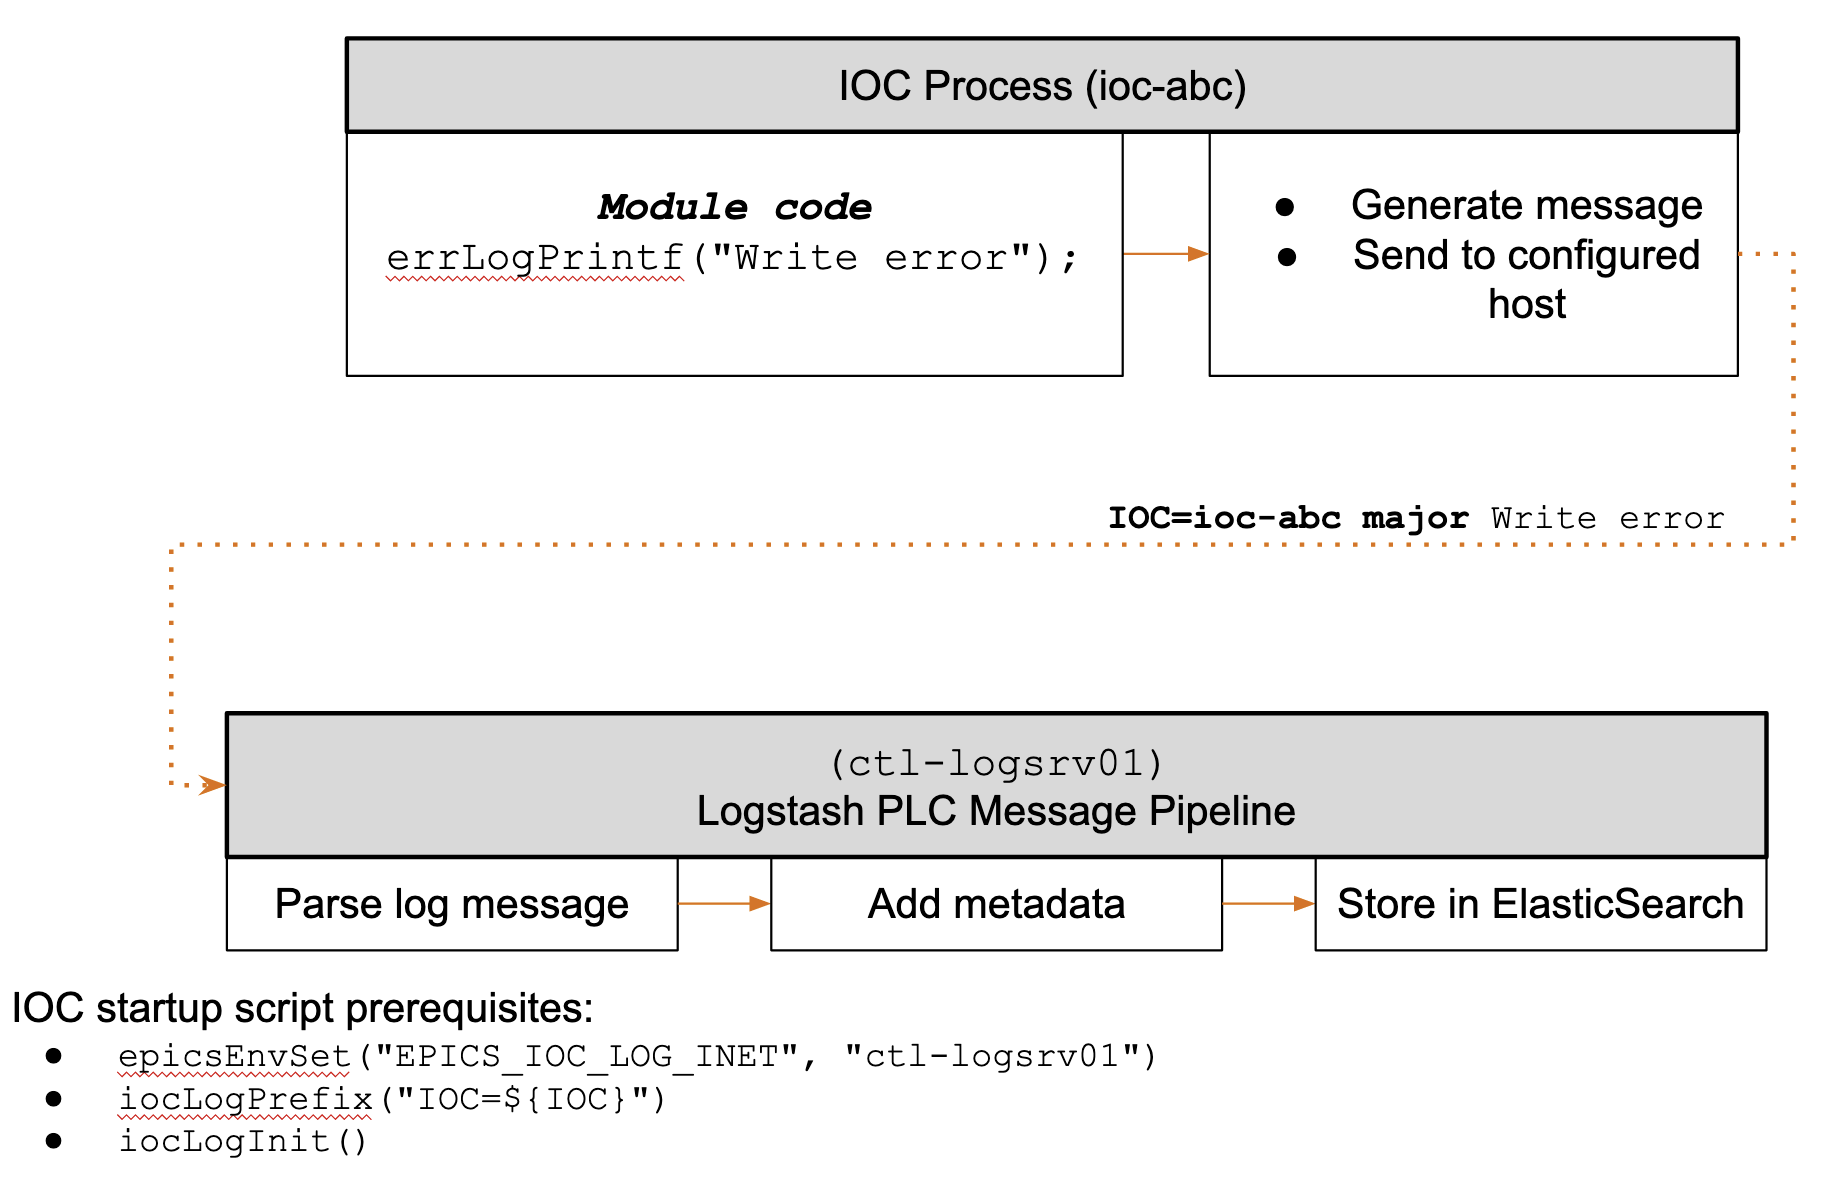 IOC Process (ioc-abc)
Module code
errLogPrintf("Write error");
● Generate message
● Send to configured
host
IOC=ioc-abc major Write error
(ctl-logsrv01)
Logstash PLC Message Pipeline
Parse log message
Add metadata
Store in ElasticSearch
IOC startup script prerequisites:
● epicsEnvSet("EPICS_IOC_LOG_INET", "ctl-logsrv01")
● iocLogPrefix("IOC=${IOC}")
● iocLogInit()